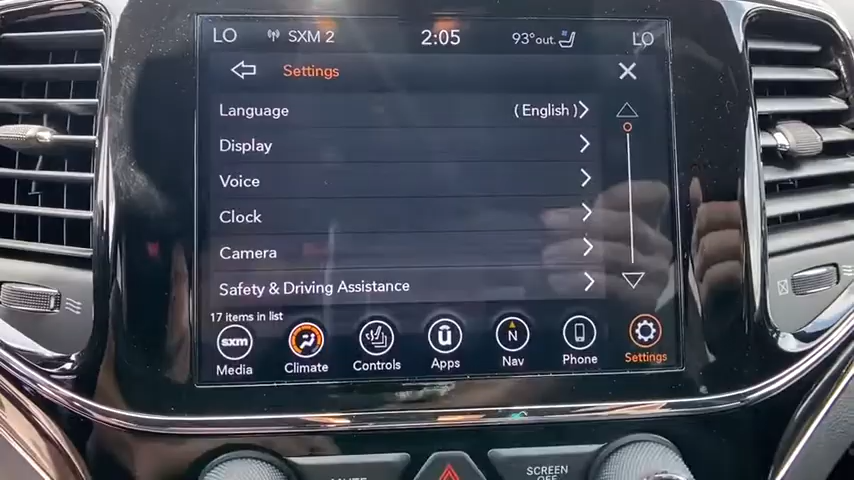 LO SXM 2 2:05 93°out. LO
Settings
Language (English)
Display
Voice
Clock
Camera
Safety & Driving Assistance
17 items in list
sxm N
Media Climate Controls Apps Nav Phone Settings
MUTE SCREEN
OFF